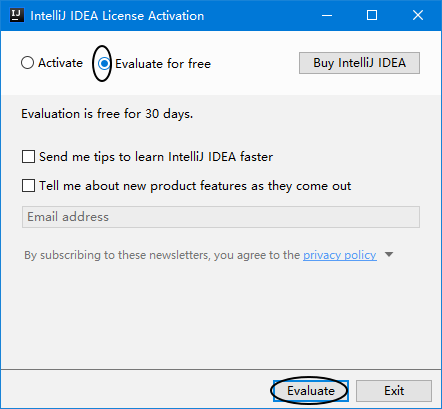 IJ IntelliJ IDEA License Activation
Activate Evaluate for free Buy IntelliJ IDEA
Evaluation is free for 30 days.
Send me tips to learn IntelliJ IDEA faster
Tell me about new product features as they come out
Email address
By subscribing to these newsletters, you agree to the privacy policy
Evaluate Exit